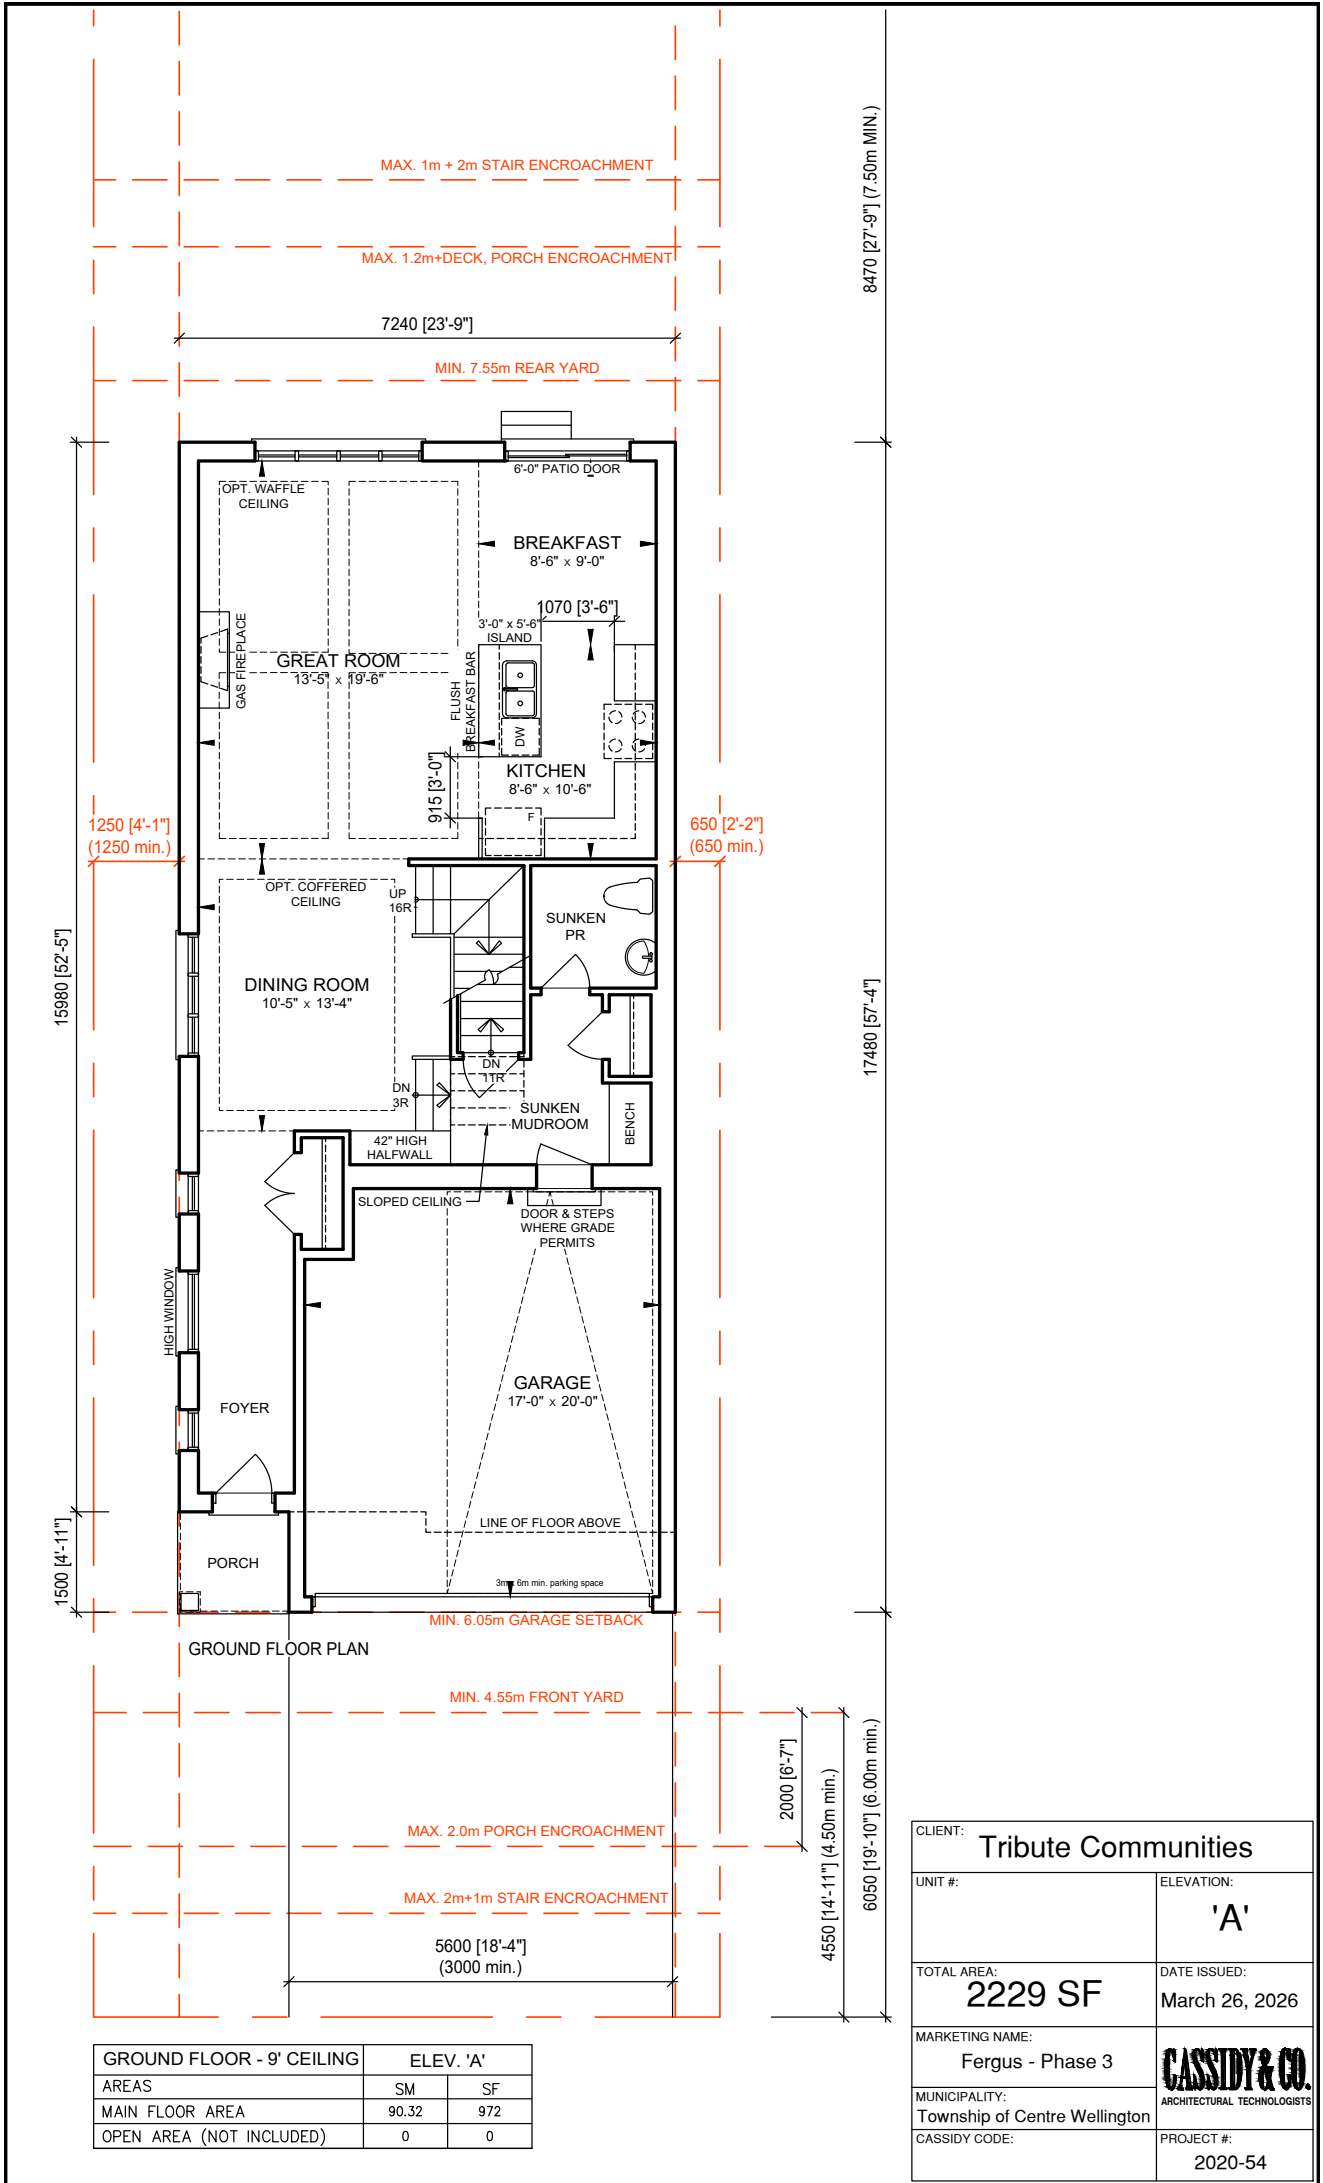 MAX. 1m + 2m STAIR ENCROACHMENT
8470 [27'-9"] (7.50m MIN.)
MAX. 1.2m+DECK, PORCH ENCROACHMENT
7240 [23'-9"]
MIN. 7.55m REAR YARD
6'-0" PATIO DOOR
OPT. WAFFLE
CEILING
BREAKFAST
8'-6" x 9'-0"
1070 [3'-6"]
3'-0" x 5'-6"
ISLAND
GAS FIREPLACE
GREAT ROOM
13'-5" x 19'-6"
FLUSH
BREAKFAST BAR
DW
915 [3'-0"]
KITCHEN
8'-6" x 10'-6"
F
1250 [4'-1"]
(1250 min.)
650 [2'-2"]
(650 min.)
OPT. COFFERED
CEILING
UP
16R
SUNKEN
PR
15980 [52'-5"]
DINING ROOM
10'-5" x 13'-4"
17480 [57'-4"]
DN
11R
DN
3R
SUNKEN
MUDROOM
BENCH
42" HIGH
HALFWALL
SLOPED CEILING
DOOR & STEPS
WHERE GRADE
PERMITS
HIGH WINDOW
GARAGE
17'-0" x 20'-0"
FOYER
LINE OF FLOOR ABOVE
1500 [4'-11"]
PORCH
6m min. parking space
MIN. 6.05m GARAGE SETBACK
GROUND FLOOR PLAN
MIN. 4.55m FRONT YARD
2000 [6'-7"]
4550 [14'-11"] (4.50m min.)
6050 [19'-10"] (6.00m min.)
MAX. 2.0m PORCH ENCROACHMENT
MAX. 2m+1m STAIR ENCROACHMENT
5600 [18'-4"]
(3000 min.)
CLIENT:
Tribute Communities
UNIT #:
ELEVATION:
'A'
TOTAL AREA:
2229 SF
DATE ISSUED:
March 26, 2026
MARKETING NAME:
Fergus - Phase 3
CASSIDY & CO.
ARCHITECTURAL TECHNOLOGISTS
MUNICIPALITY:
Township of Centre Wellington
CASSIDY CODE:
PROJECT #:
2020-54
GROUND FLOOR - 9' CEILING ELEV. 'A'
AREAS SM SF
MAIN FLOOR AREA 90.32 972
OPEN AREA (NOT INCLUDED) 0 0